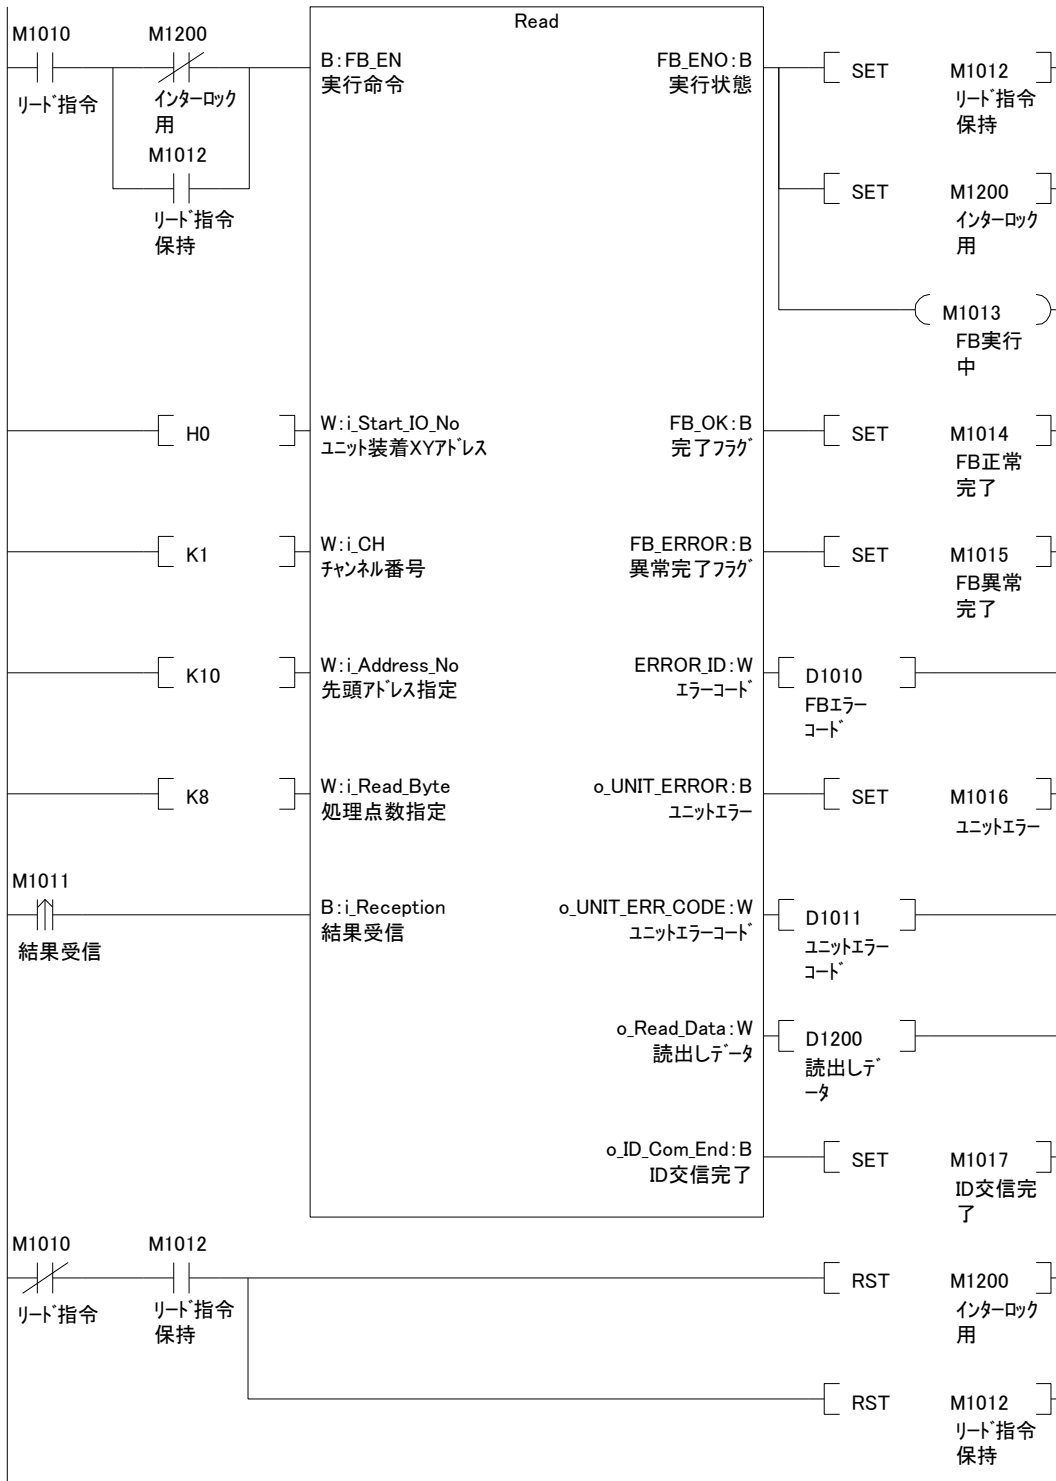 Read
M1010 M1200
B:FB_EN FB_ENO:B SET M1012
リード指令 インターロック 実行命令 実行状態 リード指令
用 保持
M1012
SET M1200
リード指令 インターロック
保持 用
M1013
FB実行
中
H0 W:i_Start_IO_No FB_OK:B SET M1014
ユニット装着XYアドレス 完了フラグ FB正常
完了
K1 W:i_CH FB_ERROR:B SET M1015
チャンネル番号 異常完了フラグ FB異常
完了
K10 W:i_Address_No ERROR_ID:W D1010
先頭アドレス指定 エラーコード FBエラー
コード
K8 W:i_Read_Byte o_UNIT_ERROR:B SET M1016
処理点数指定 ユニットエラー ユニットエラー
M1011
B:i_Reception o_UNIT_ERR_CODE:W D1011
結果受信 結果受信 ユニットエラーコード ユニットエラー
コード
o_Read_Data:W D1200
読出しデータ 読出しデ
ータ
o_ID_Com_End:B SET M1017
ID交信完了 ID交信完
了
M1010 M1012
RST M1200
リード指令 リード指令 インターロック
保持 用
RST M1012
リード指令
保持